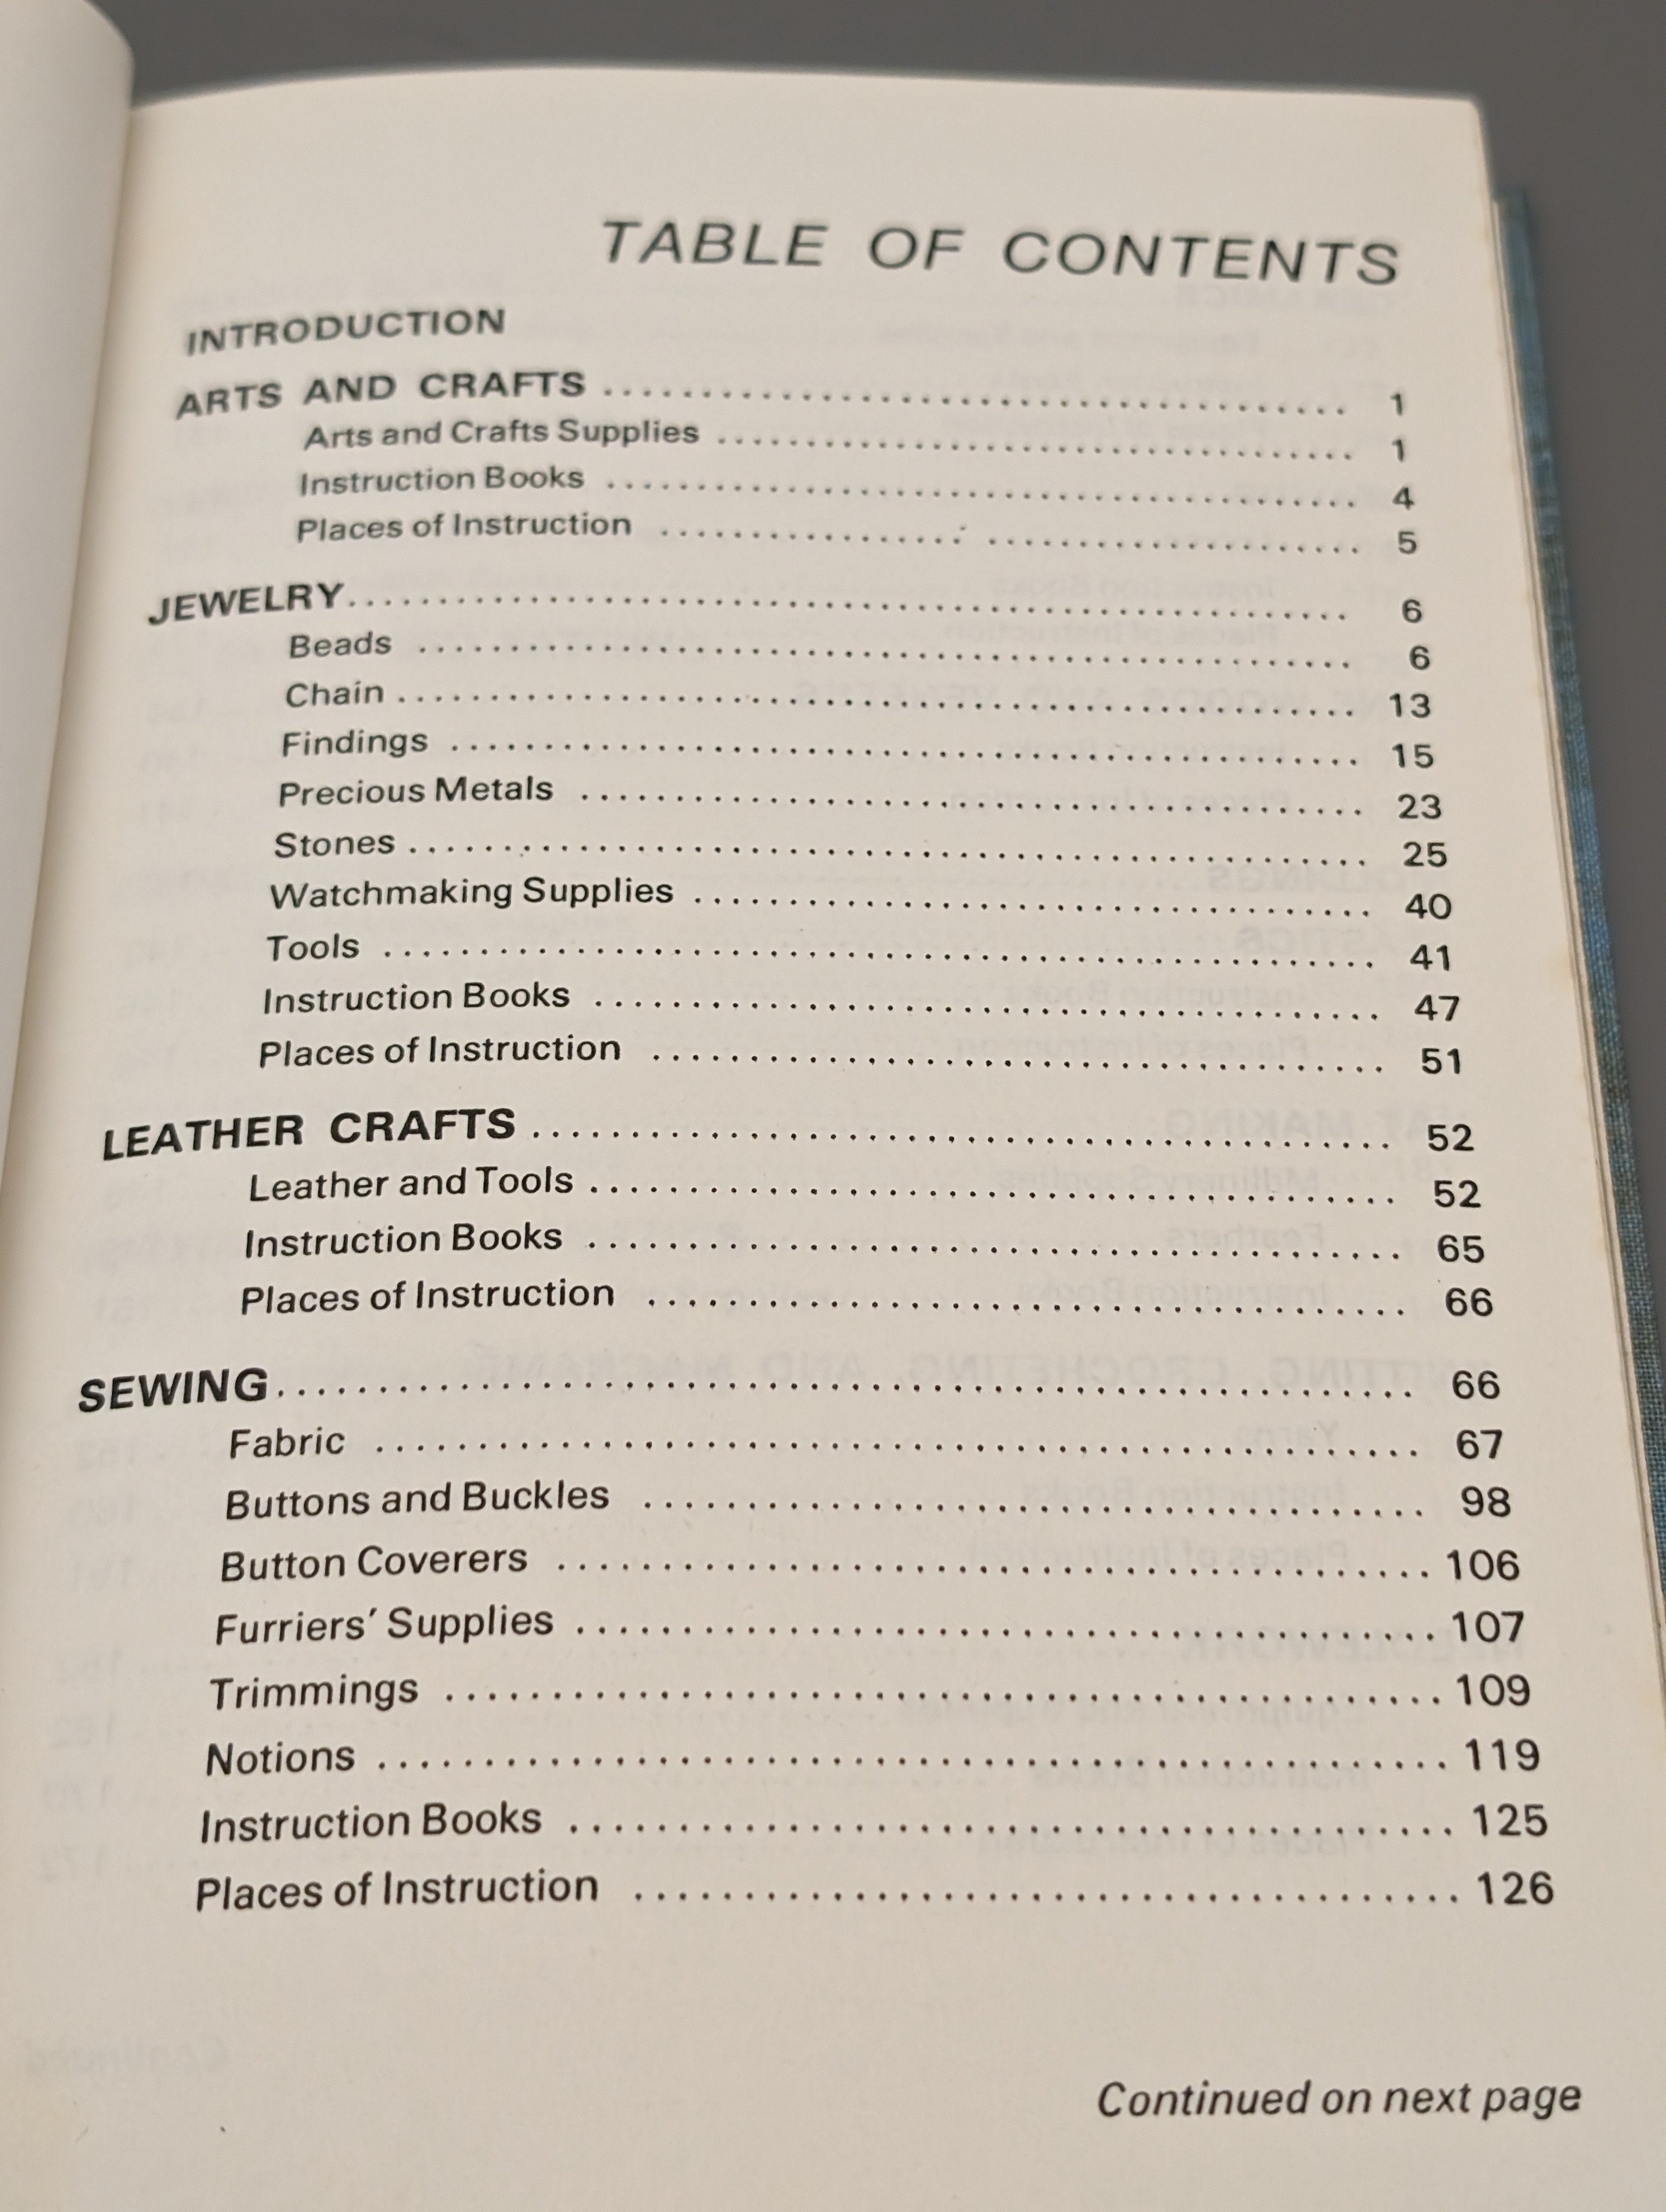 TABLE OF CONTENTS
INTRODUCTION
ARTS AND CRAFTS ........................................ 1
Arts and Crafts Supplies ................................... 1
Instruction Books ......................................... 4
Places of Instruction ...................................... 5
JEWELRY ...................................................... 6
Beads ................................................... 6
Chain .................................................... 13
Findings ................................................. 15
Precious Metals .......................................... 23
Stones ................................................... 25
Watchmaking Supplies .................................... 40
Tools .................................................... 41
Instruction Books ......................................... 47
Places of Instruction ...................................... 51
LEATHER CRAFTS ........................................... 52
Leather and Tools ......................................... 52
Instruction Books ......................................... 65
Places of Instruction ...................................... 66
SEWING ....................................................... 66
Fabric ................................................... 67
Buttons and Buckles ...................................... 98
Button Coverers .......................................... 106
Furriers' Supplies ......................................... 107
Trimmings ............................................... 109
Notions .................................................. 119
Instruction Books ......................................... 125
Places of Instruction ...................................... 126
Continued on next page